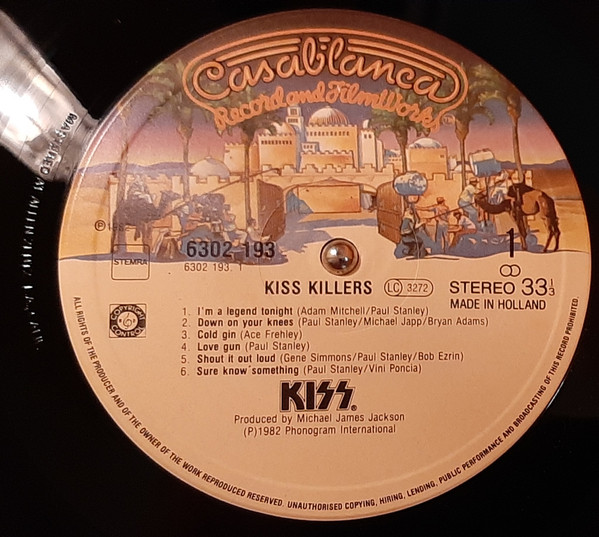 Casablanca
Record and FilmWorks
6302 193
6302 193. 1
STEMRA
KISS KILLERS
LC 3272
1
STEREO 33 1/3
MADE IN HOLLAND
COPYRIGHT
CONTROL
1. I'm a legend tonight (Adam Mitchell/Paul Stanley)
2. Down on your knees (Paul Stanley/Michael Japp/Bryan Adams)
3. Cold gin (Ace Frehley)
4. Love gun (Paul Stanley)
5. Shout it out loud (Gene Simmons/Paul Stanley/Bob Ezrin)
6. Sure know something (Paul Stanley/Vini Poncia)
KISS
Produced by Michael James Jackson
(P)1982 Phonogram International
ALL RIGHTS OF THE PRODUCER AND OF THE OWNER OF THE WORK REPRODUCED RESERVED. UNAUTHORISED COPYING, HIRING, LENDING, PUBLIC PERFORMANCE AND BROADCASTING OF THIS RECORD PROHIBITED